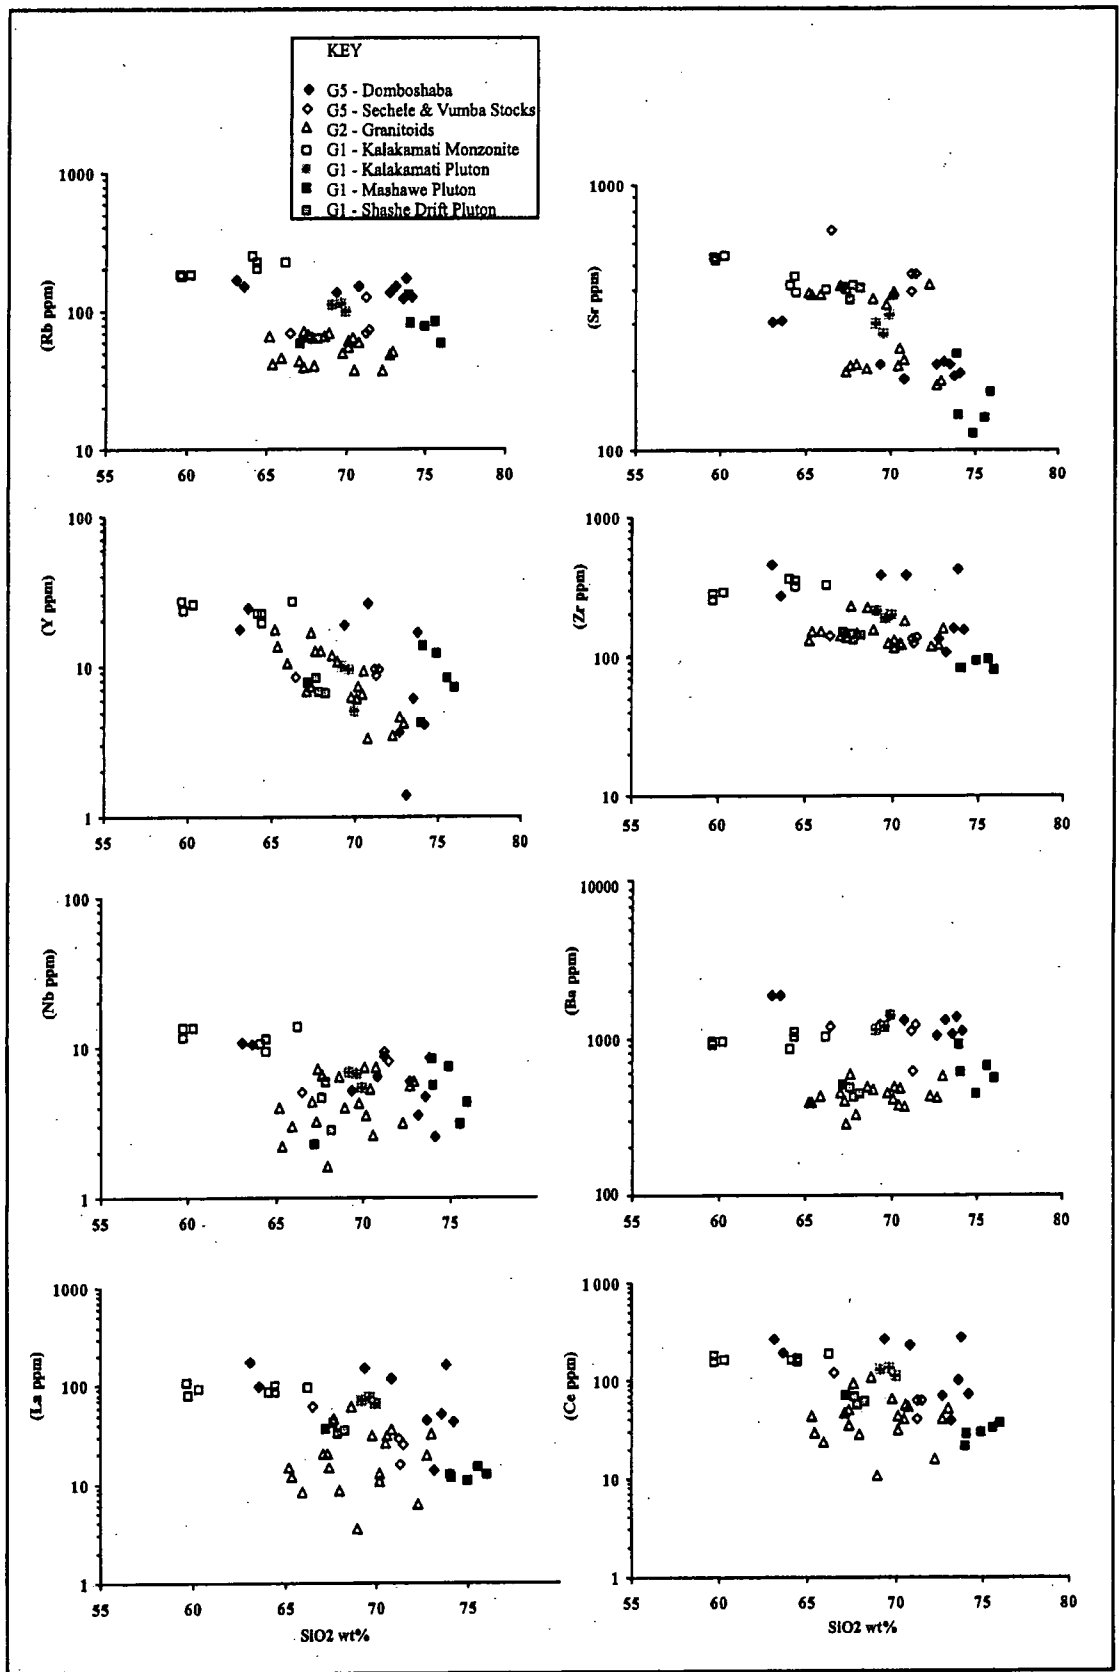 KEY
G5 - Domboshaba
G5 - Sechele & Vumba Stocks
G2 - Granitoids
G1 - Kalakamati Monzonite
G1 - Kalakamati Pluton
G1 - Mashawe Pluton
G1 - Shashe Drift Pluton
(Rb ppm)
1000
100
10
55 60 65 70 75 80
(Sr ppm)
1000
100
55 60 65 70 75 80
(Y ppm)
100
10
1
55 60 65 70 75 80
(Zr ppm)
1000
100
10
55 60 65 70 75 80
(Nb ppm)
100
10
1
55 60 65 70 75
(Ba ppm)
10000
1000
100
55 60 65 70 75 80
(La ppm)
1000
100
10
1
55 60 65 70 75
SiO2 wt%
(Ce ppm)
1000
100
10
1
55 60 65 70 75 80
SiO2 wt%